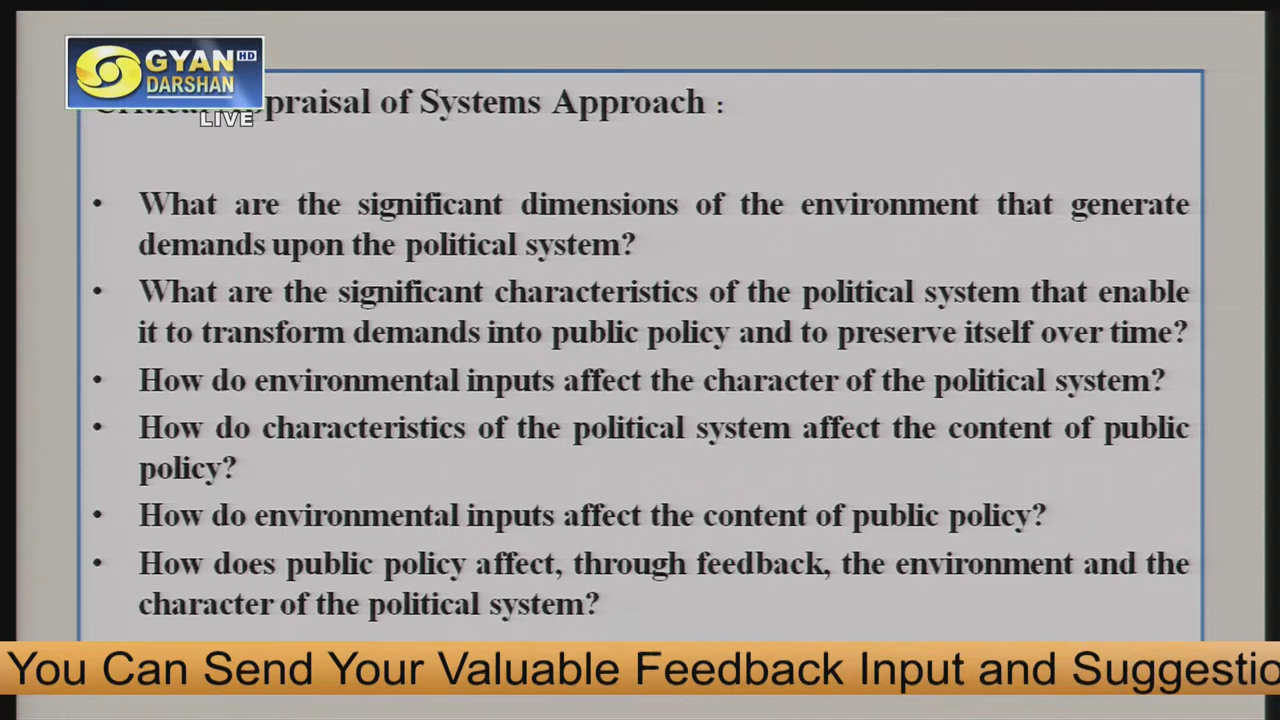 GYAN HD
DARSHAN
LIVE
Appraisal of Systems Approach :
• What are the significant dimensions of the environment that generate
demands upon the political system?
• What are the significant characteristics of the political system that enable
it to transform demands into public policy and to preserve itself over time?
• How do environmental inputs affect the character of the political system?
• How do characteristics of the political system affect the content of public
policy?
• How do environmental inputs affect the content of public policy?
• How does public policy affect, through feedback, the environment and the
character of the political system?
You Can Send Your Valuable Feedback Input and Suggestio